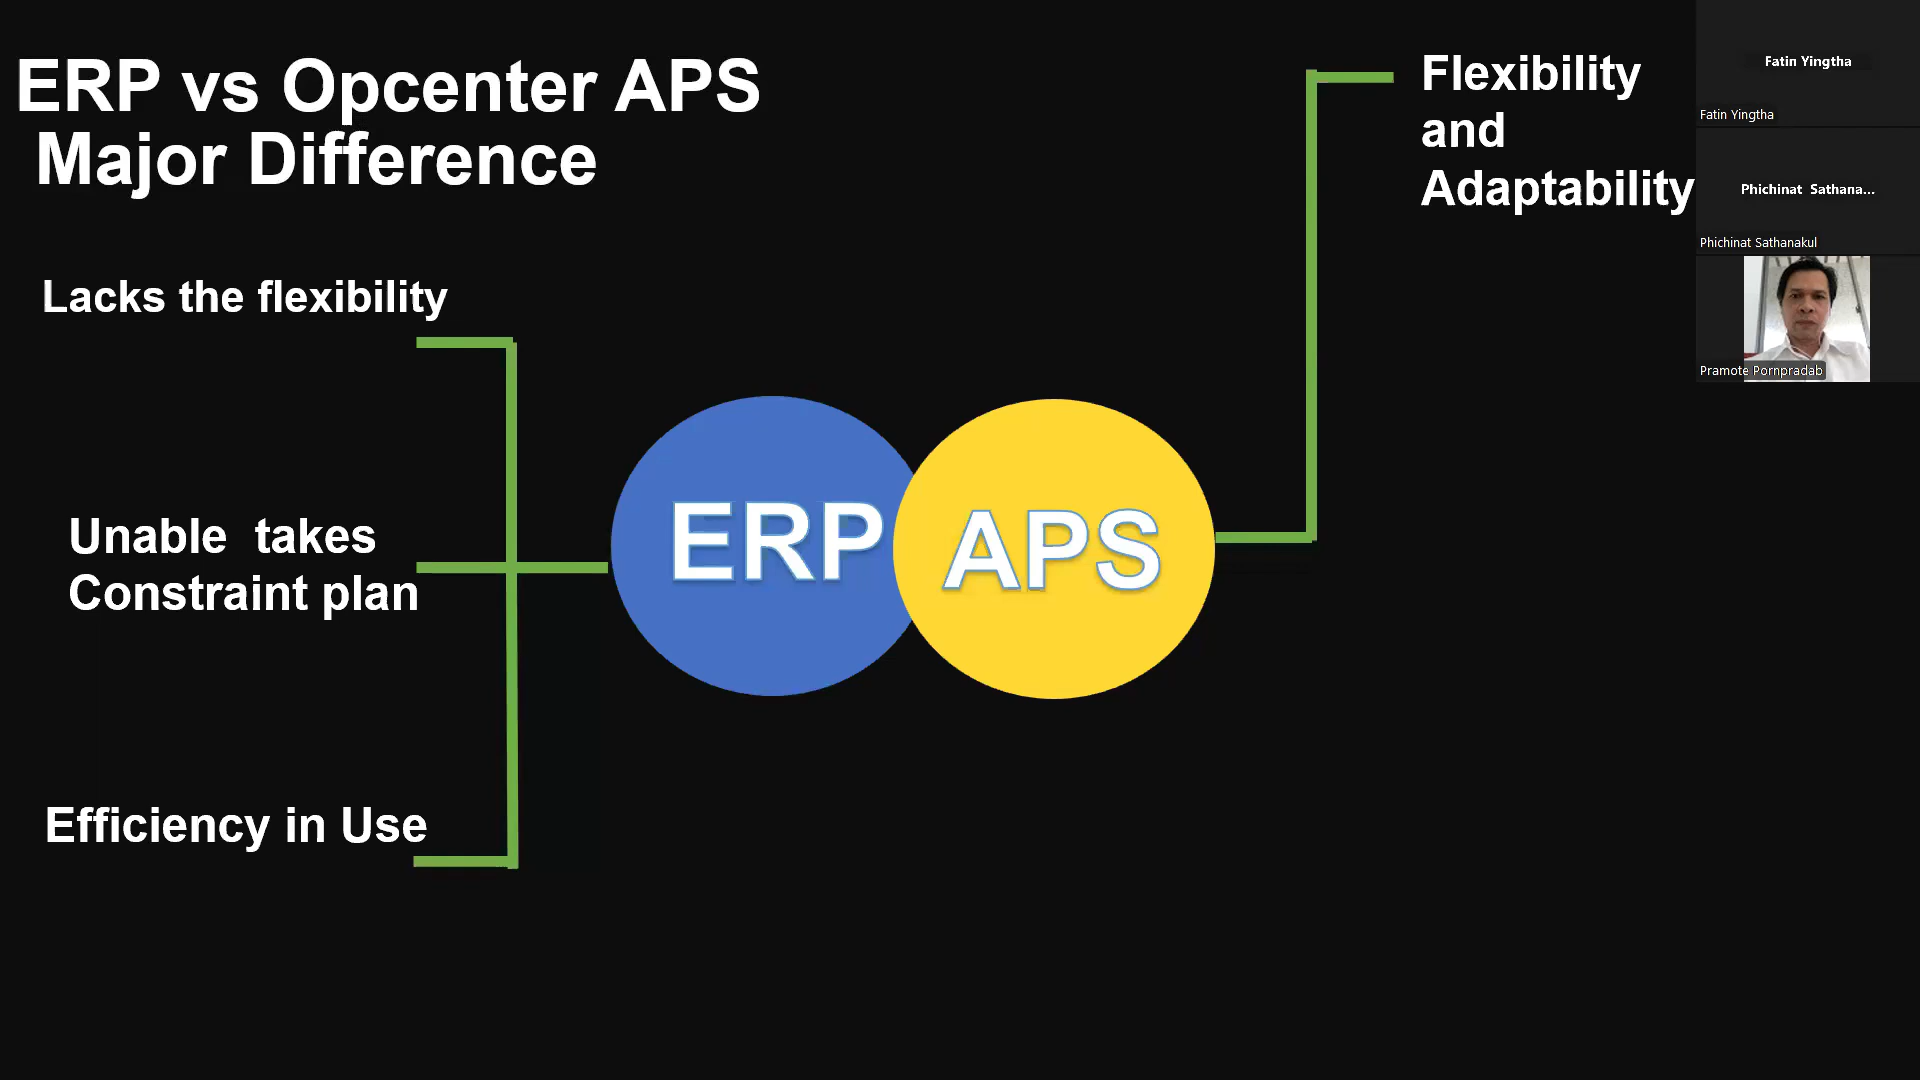 ERP vs Opcenter APS
Major Difference
Lacks the flexibility
Unable  takes
Constraint plan
Efficiency in Use
ERP
APS
Flexibility
and
Adaptability
Fatin Yingtha
Fatin Yingtha
Phichinat  Sathana...
Phichinat Sathanakul
Pramote Pornpradab